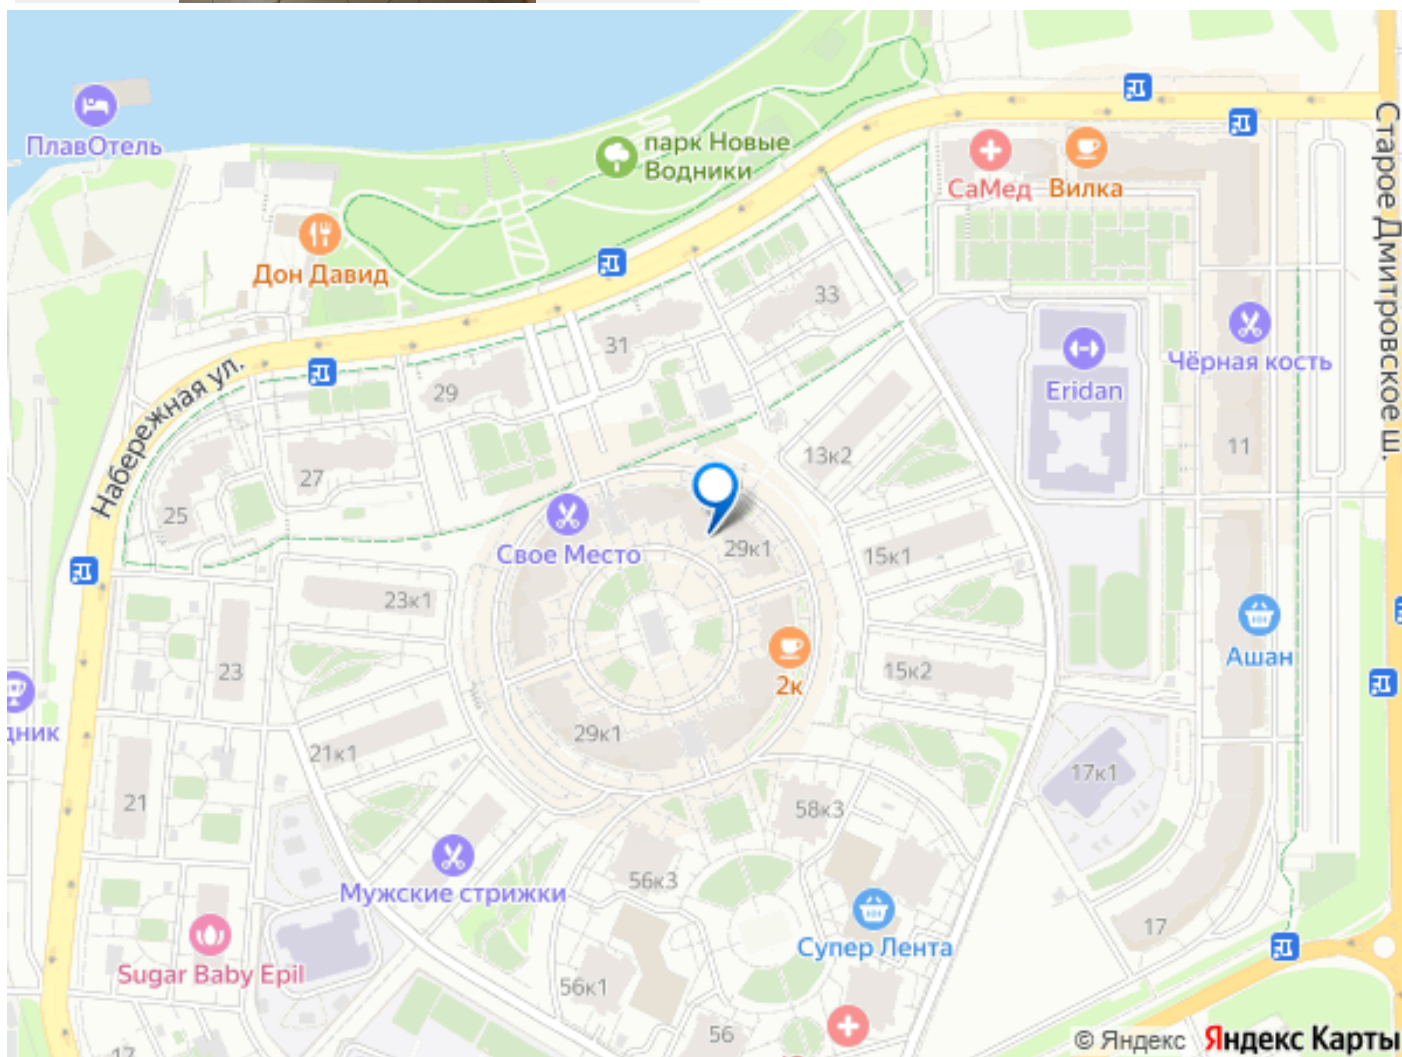 ПлавОтель
парк Новые
Водники
СаМед
Вилка
Старое Дмитровское ш.
Дон Давид
33
31
Чёрная кость
Eridan
29
Набережная ул.
13к2
11
27
25
Свое Место
29к1
15к1
23к1
Ашан
23
2к
15к2
дник
29к1
21к1
17к1
21
58к3
Мужские стрижки
56к3
17
Супер Лента
Sugar Baby Epil
56к1
56
17
© Яндекс Яндекс Карты